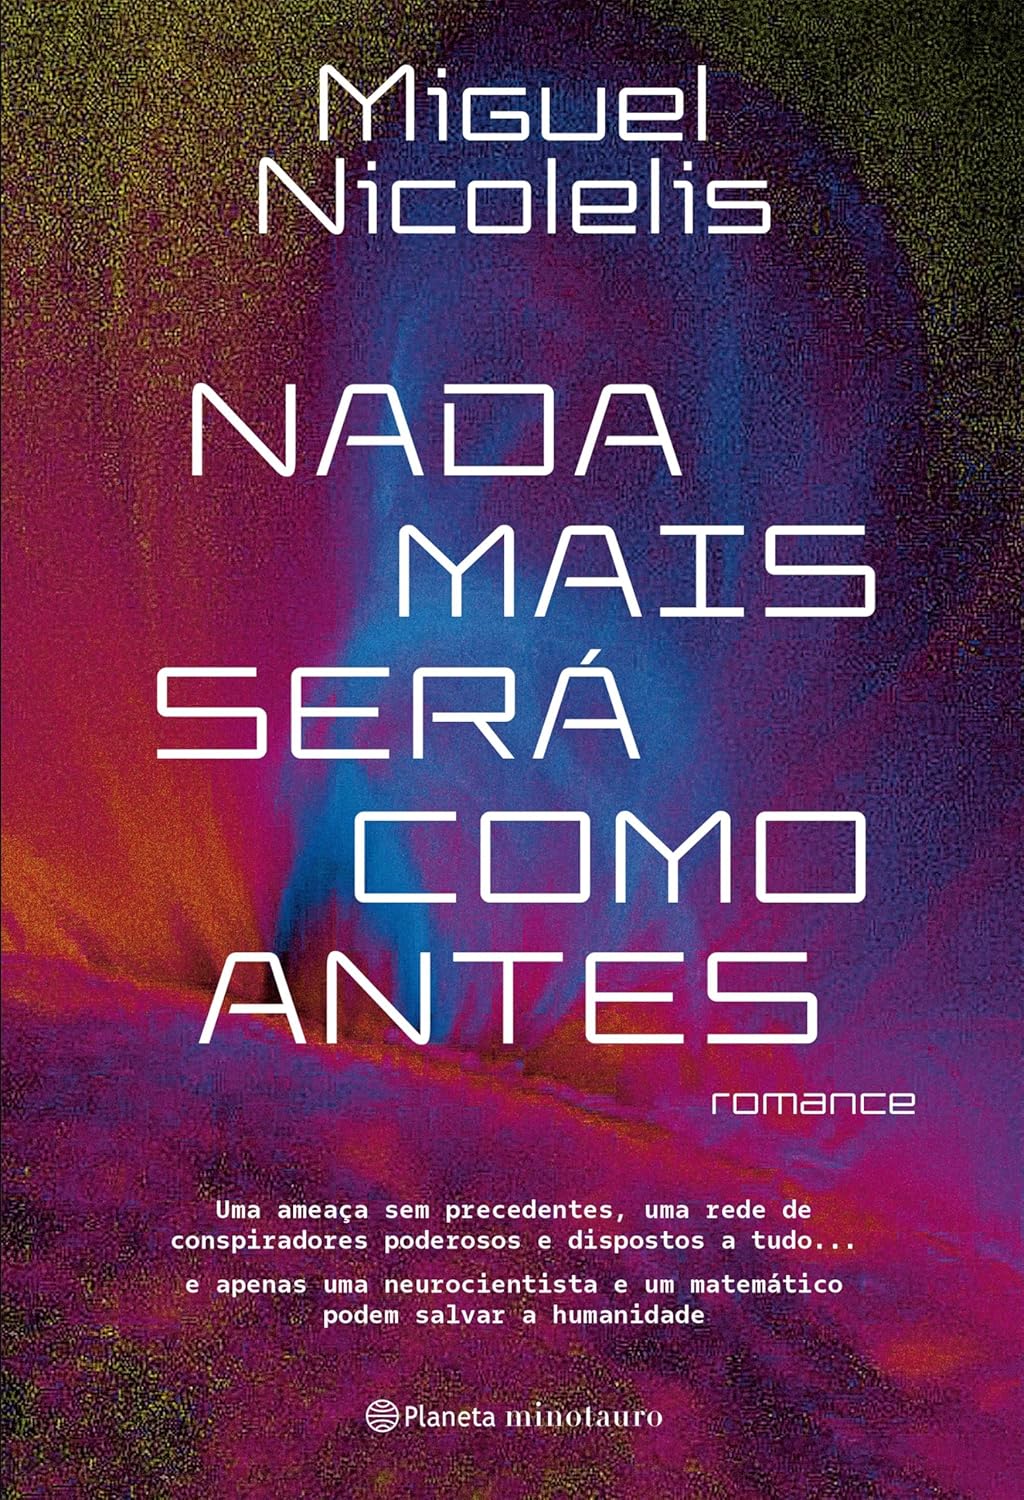 Miguel
Nicolelis
NADA
MAIS
SERÁ
COMO
ANTES
romance
Uma ameaça sem precedentes, uma rede de
conspiradores poderosos e dispostos a tudo...
e apenas uma neurocientista e um matemático
podem salvar a humanidade
Planeta minotauro